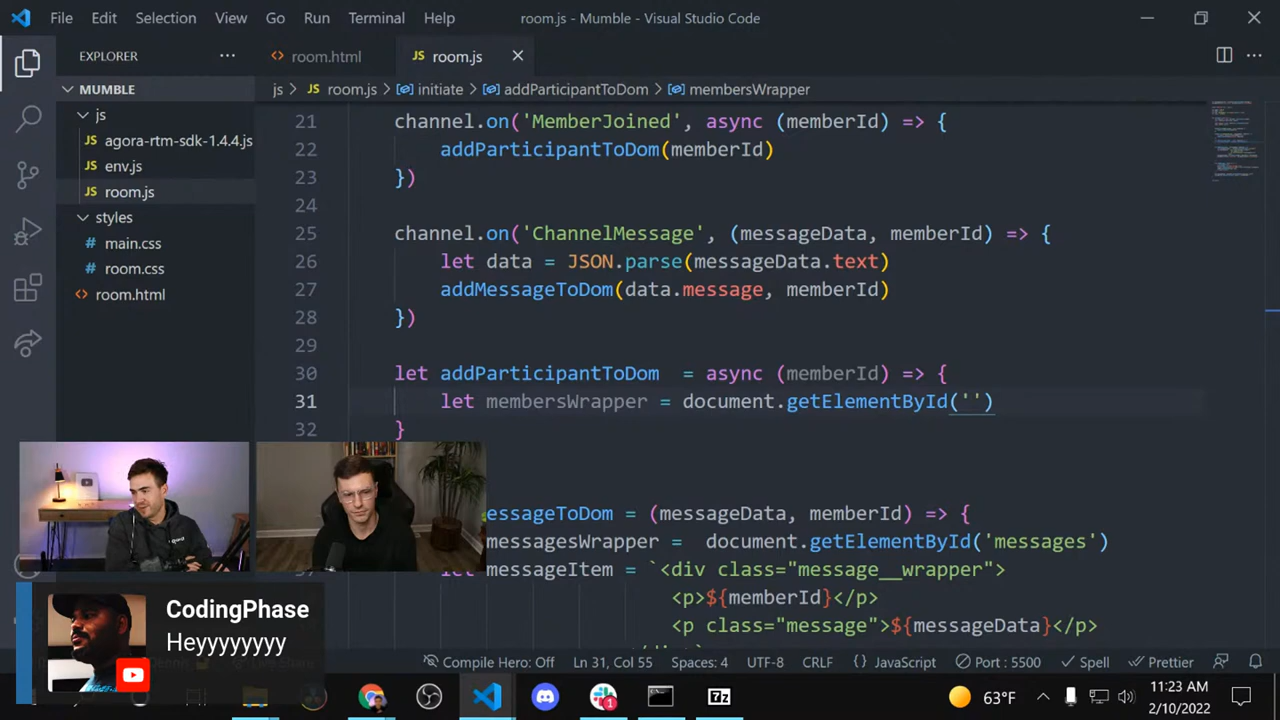 File Edit Selection View Go Run Terminal Help room.js - Mumble - Visual Studio Code
EXPLORER
room.html
JS room.js
MUMBLE
js > JS room.js > initiate > addParticipantToDom > membersWrapper
js
JS agora-rtm-sdk-1.4.4.js
JS env.js
JS room.js
styles
main.css
room.css
room.html
21 channel.on('MemberJoined', async (memberId) => {
22 addParticipantToDom(memberId)
23 })
24
25 channel.on('ChannelMessage', (messageData, memberId) => {
26 let data = JSON.parse(messageData.text)
27 addMessageToDom(data.message, memberId)
28 })
29
30 let addParticipantToDom = async (memberId) => {
31 let membersWrapper = document.getElementById('')
32 }
essageToDom = (messageData, memberId) => {
messagesWrapper = document.getElementById('messages')
let messageItem = `<div class="message__wrapper">
<p>${memberId}</p>
<p class="message">${messageData}</p>
CodingPhase
Heyyyyyyyy
Compile Hero: Off Ln 31, Col 55 Spaces: 4 UTF-8 CRLF {} JavaScript Port : 5500 Spell Prettier
7z
63°F
11:23 AM
2/10/2022